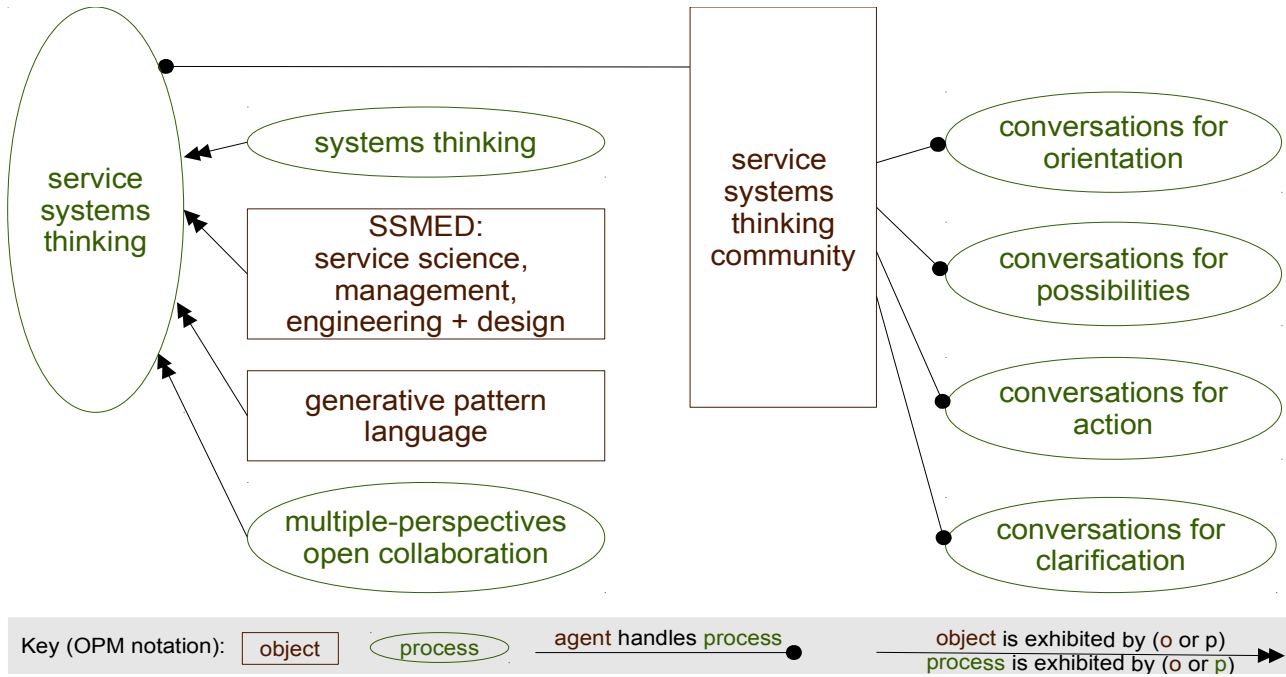 service
systems
thinking
systems thinking
SSMED:
service science,
management,
engineering + design
generative pattern
language
multiple-perspectives
open collaboration
service
systems
thinking
community
conversations for
orientation
conversations for
possibilities
conversations for
action
conversations for
clarification
Key (OPM notation):
object
process
agent handles process
object is exhibited by (o or p)
process is exhibited by (o or p)